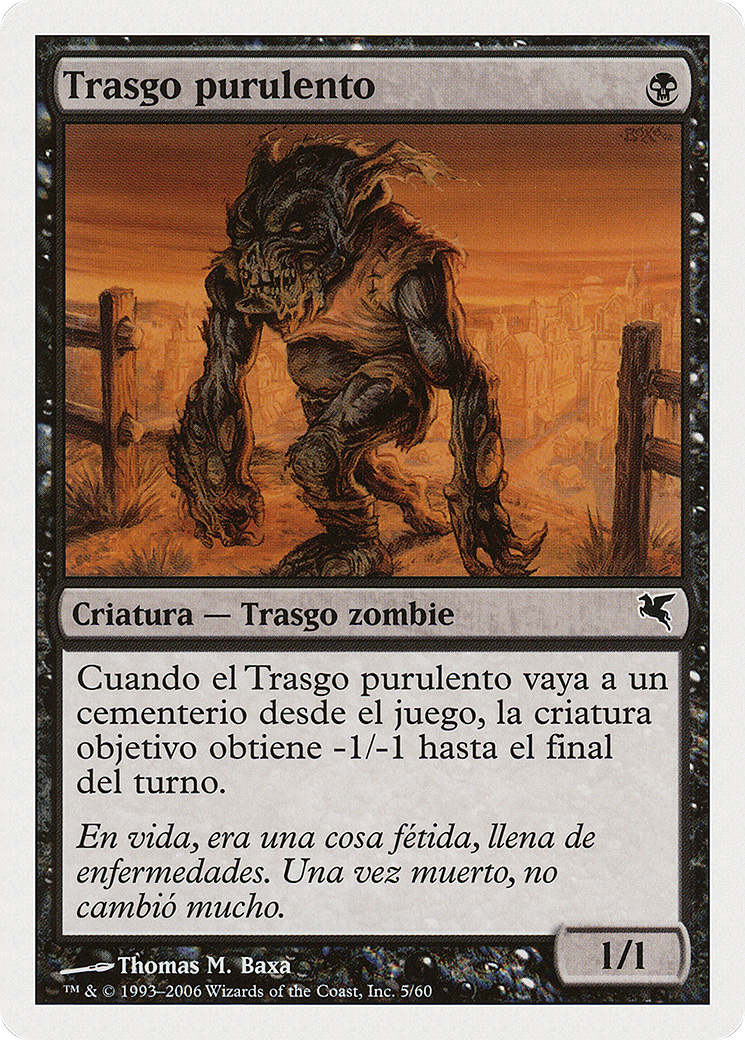 Trasgo purulento
Criatura — Trasgo zombie
Cuando el Trasgo purulento vaya a un
cementerio desde el juego, la criatura
objetivo obtiene -1/-1 hasta el final
del turno.
En vida, era una cosa fétida, llena de
enfermedades. Una vez muerto, no
cambió mucho.
1/1
Thomas M. Baxa
™ & © 1993–2006 Wizards of the Coast, Inc. 5/60